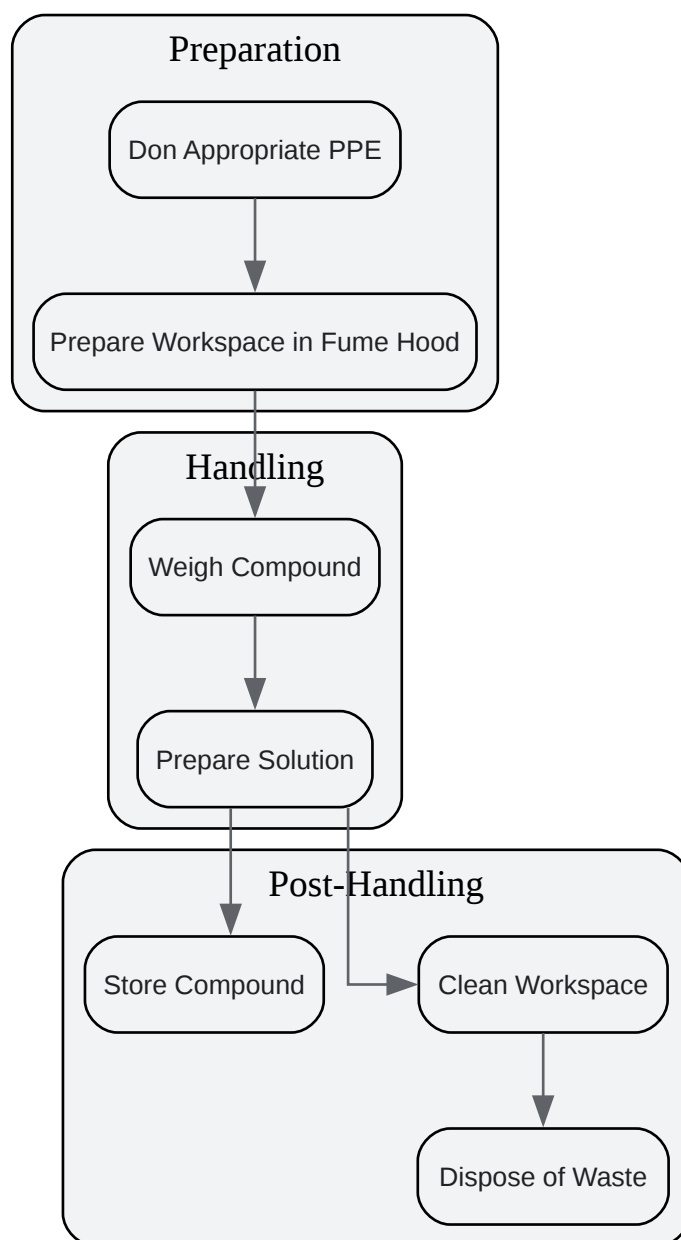 Preparation
Don Appropriate PPE
Prepare Workspace in Fume Hood
Handling
Weigh Compound
Prepare Solution
Post-Handling
Store Compound
Clean Workspace
Dispose of Waste